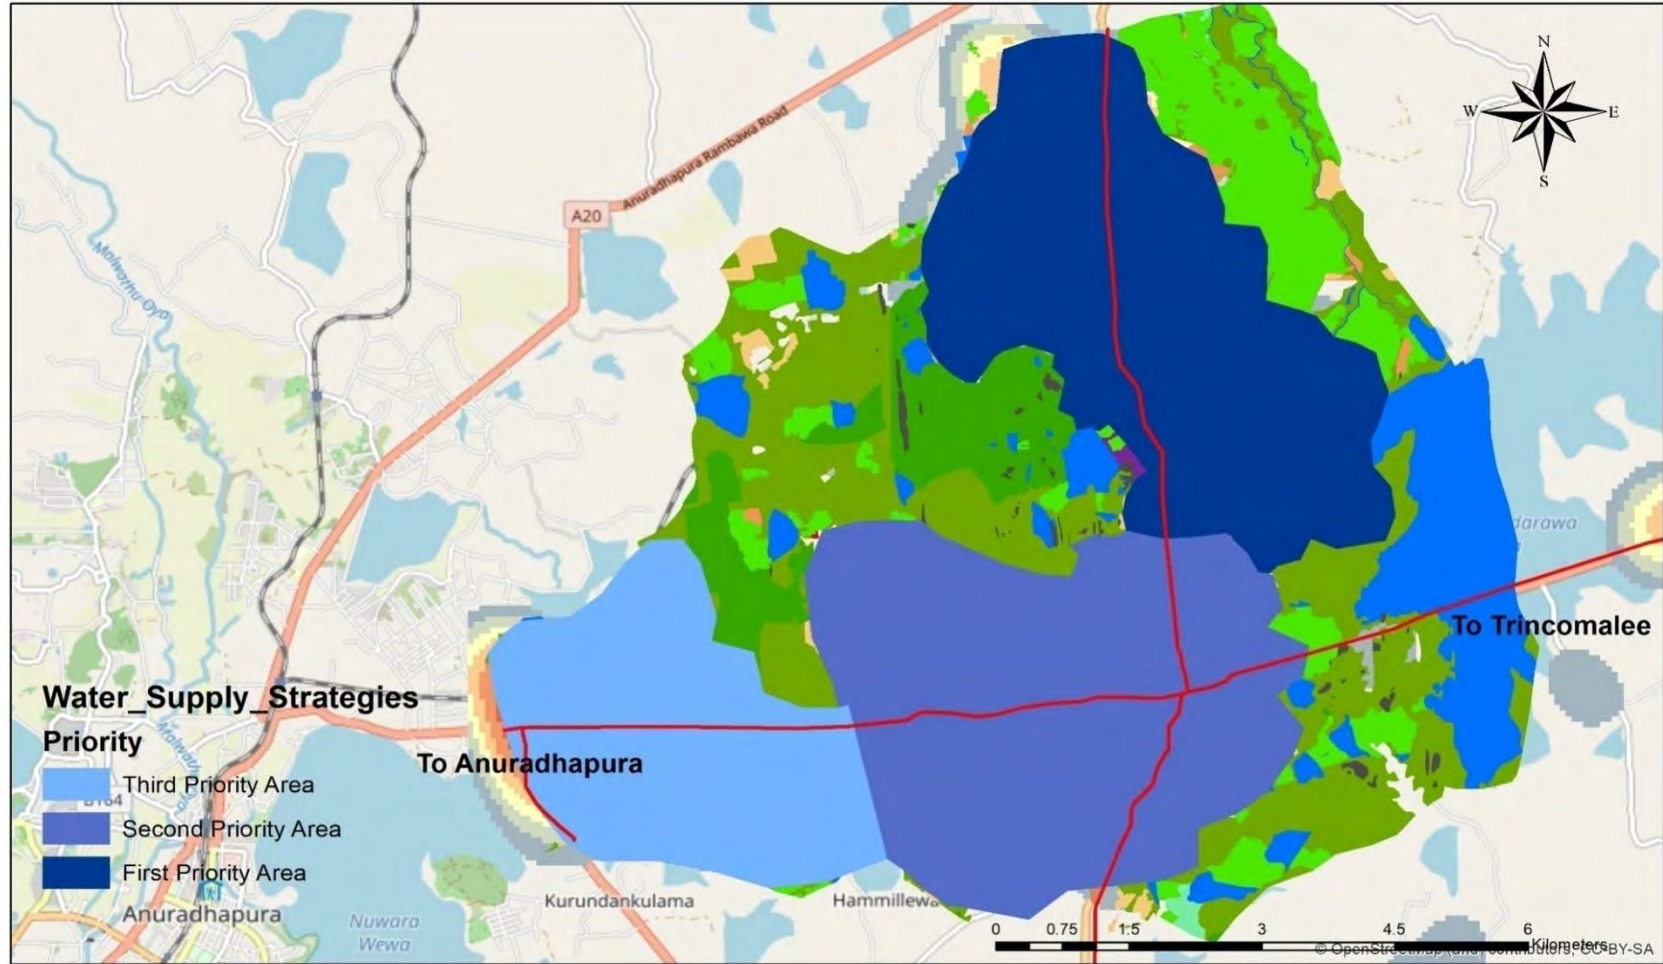 N
W E
S
Anuradhapura Rambawa Road
A20
Malwathu Oya
darawa
To Trincomalee
Water_Supply_Strategies
Priority
To Anuradhapura
Third Priority Area
Second Priority Area
First Priority Area
Anuradhapura
Nuwara
Wewa
Kurundankulama
Hammillewa
0 0.75 1.5 3 4.5 6
Kilometers
© OpenStreetMap (and) contributors, CC-BY-SA